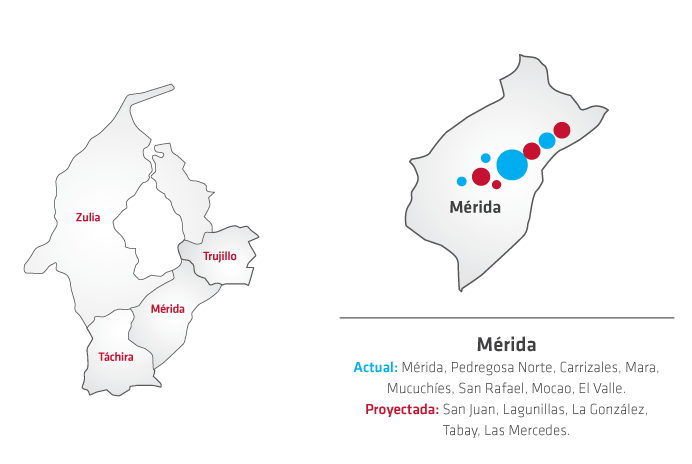 Zulia
Trujillo
Mérida
Táchira
Mérida
Mérida
Actual: Mérida, Pedregosa Norte, Carrizales, Mara,
Mucuchíes, San Rafael, Mocao, El Valle.
Proyectada: San Juan, Lagunillas, La González,
Tabay, Las Mercedes.